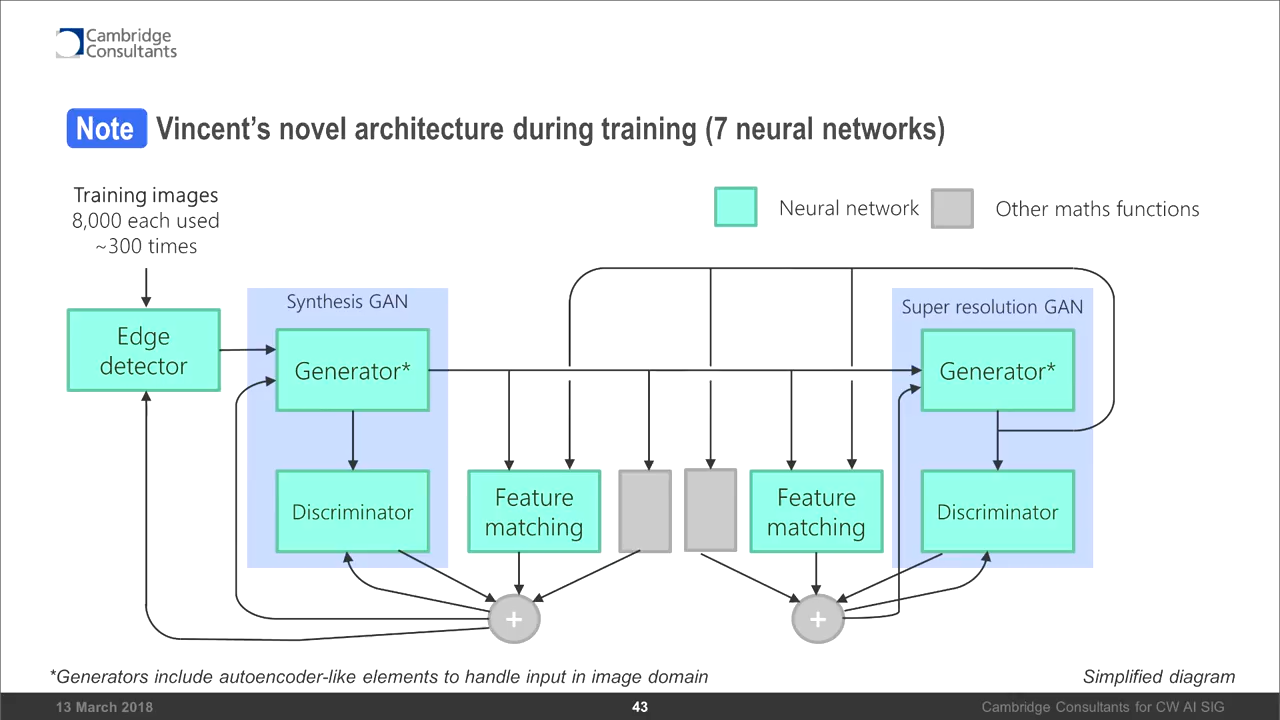 Cambridge
Consultants
Note Vincent's novel architecture during training (7 neural networks)
Training images
8,000 each used
~300 times
Neural network
Other maths functions
Synthesis GAN
Super resolution GAN
Edge
detector
Generator*
Generator*
Discriminator
Feature
matching
Feature
matching
Discriminator
+
+
*Generators include autoencoder-like elements to handle input in image domain
Simplified diagram
13 March 2018
43
Cambridge Consultants for CW AI SIG